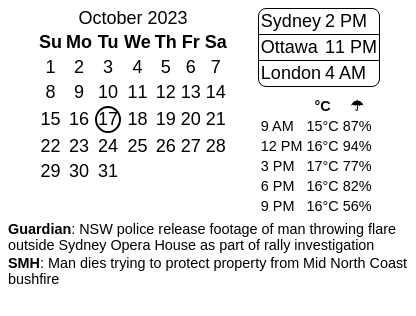 October 2023
Su Mo Tu We Th Fr Sa
1 2 3 4 5 6 7
8 9 10 11 12 13 14
15 16 17 18 19 20 21
22 23 24 25 26 27 28
29 30 31
Sydney 2 PM
Ottawa 11 PM
London 4 AM
°C ☂
9 AM 15°C 87%
12 PM 16°C 94%
3 PM 17°C 77%
6 PM 16°C 82%
9 PM 16°C 56%
Guardian: NSW police release footage of man throwing flare
outside Sydney Opera House as part of rally investigation
SMH: Man dies trying to protect property from Mid North Coast
bushfire